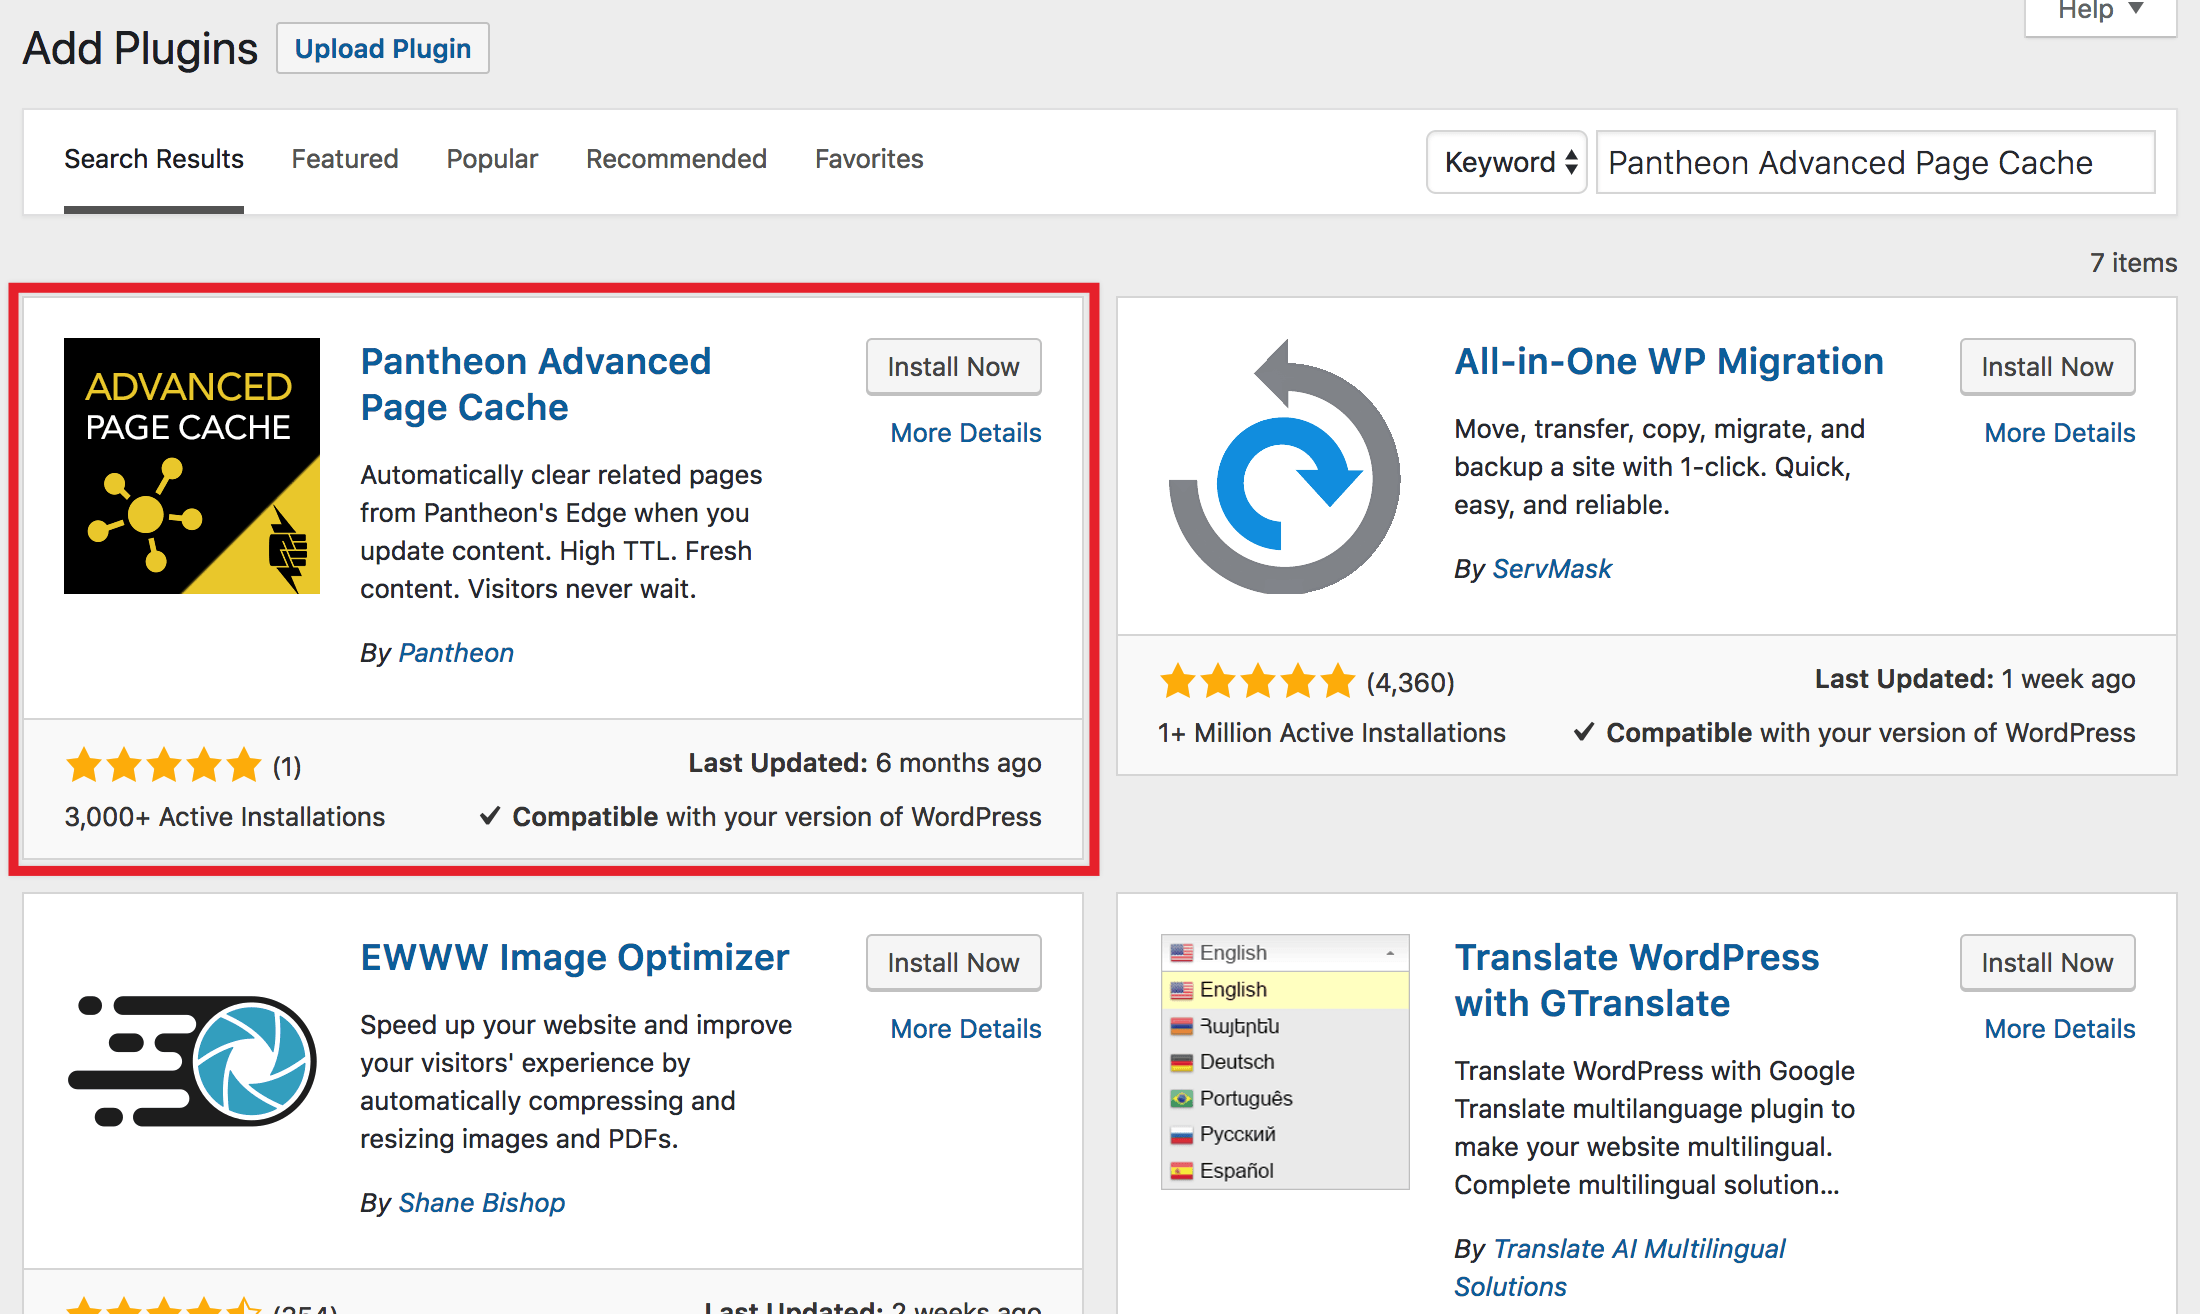 Help
Add Plugins
Upload Plugin
Search Results
Featured
Popular
Recommended
Favorites
Keyword
Pantheon Advanced Page Cache
7 items
ADVANCED
PAGE CACHE
Pantheon Advanced
Page Cache
Install Now
More Details
Automatically clear related pages
from Pantheon's Edge when you
update content. High TTL. Fresh
content. Visitors never wait.
By Pantheon
(1)
Last Updated: 6 months ago
3,000+ Active Installations
Compatible with your version of WordPress
All-in-One WP Migration
Install Now
More Details
Move, transfer, copy, migrate, and
backup a site with 1-click. Quick,
easy, and reliable.
By ServMask
(4,360)
Last Updated: 1 week ago
1+ Million Active Installations
Compatible with your version of WordPress
EWWW Image Optimizer
Install Now
More Details
Speed up your website and improve
your visitors' experience by
automatically compressing and
resizing images and PDFs.
By Shane Bishop
(254)
Last Updated: 2 weeks ago
English
English
Հայերեն
Deutsch
Português
Русский
Español
Translate WordPress
with GTranslate
Install Now
More Details
Translate WordPress with Google
Translate multilanguage plugin to
make your website multilingual.
Complete multilingual solution...
By Translate AI Multilingual
Solutions